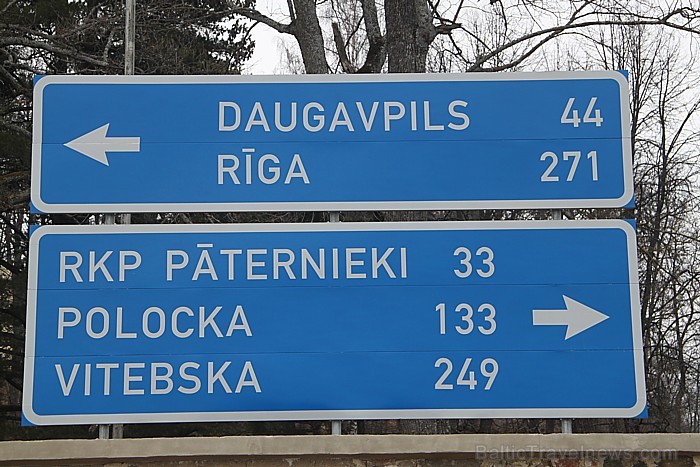 DAUGAVPILS 44
RĪGA 271
RKP PĀTERNIEKI 33
POLOCKA 133
VITEBSKA 249
BalticTravelnews.com